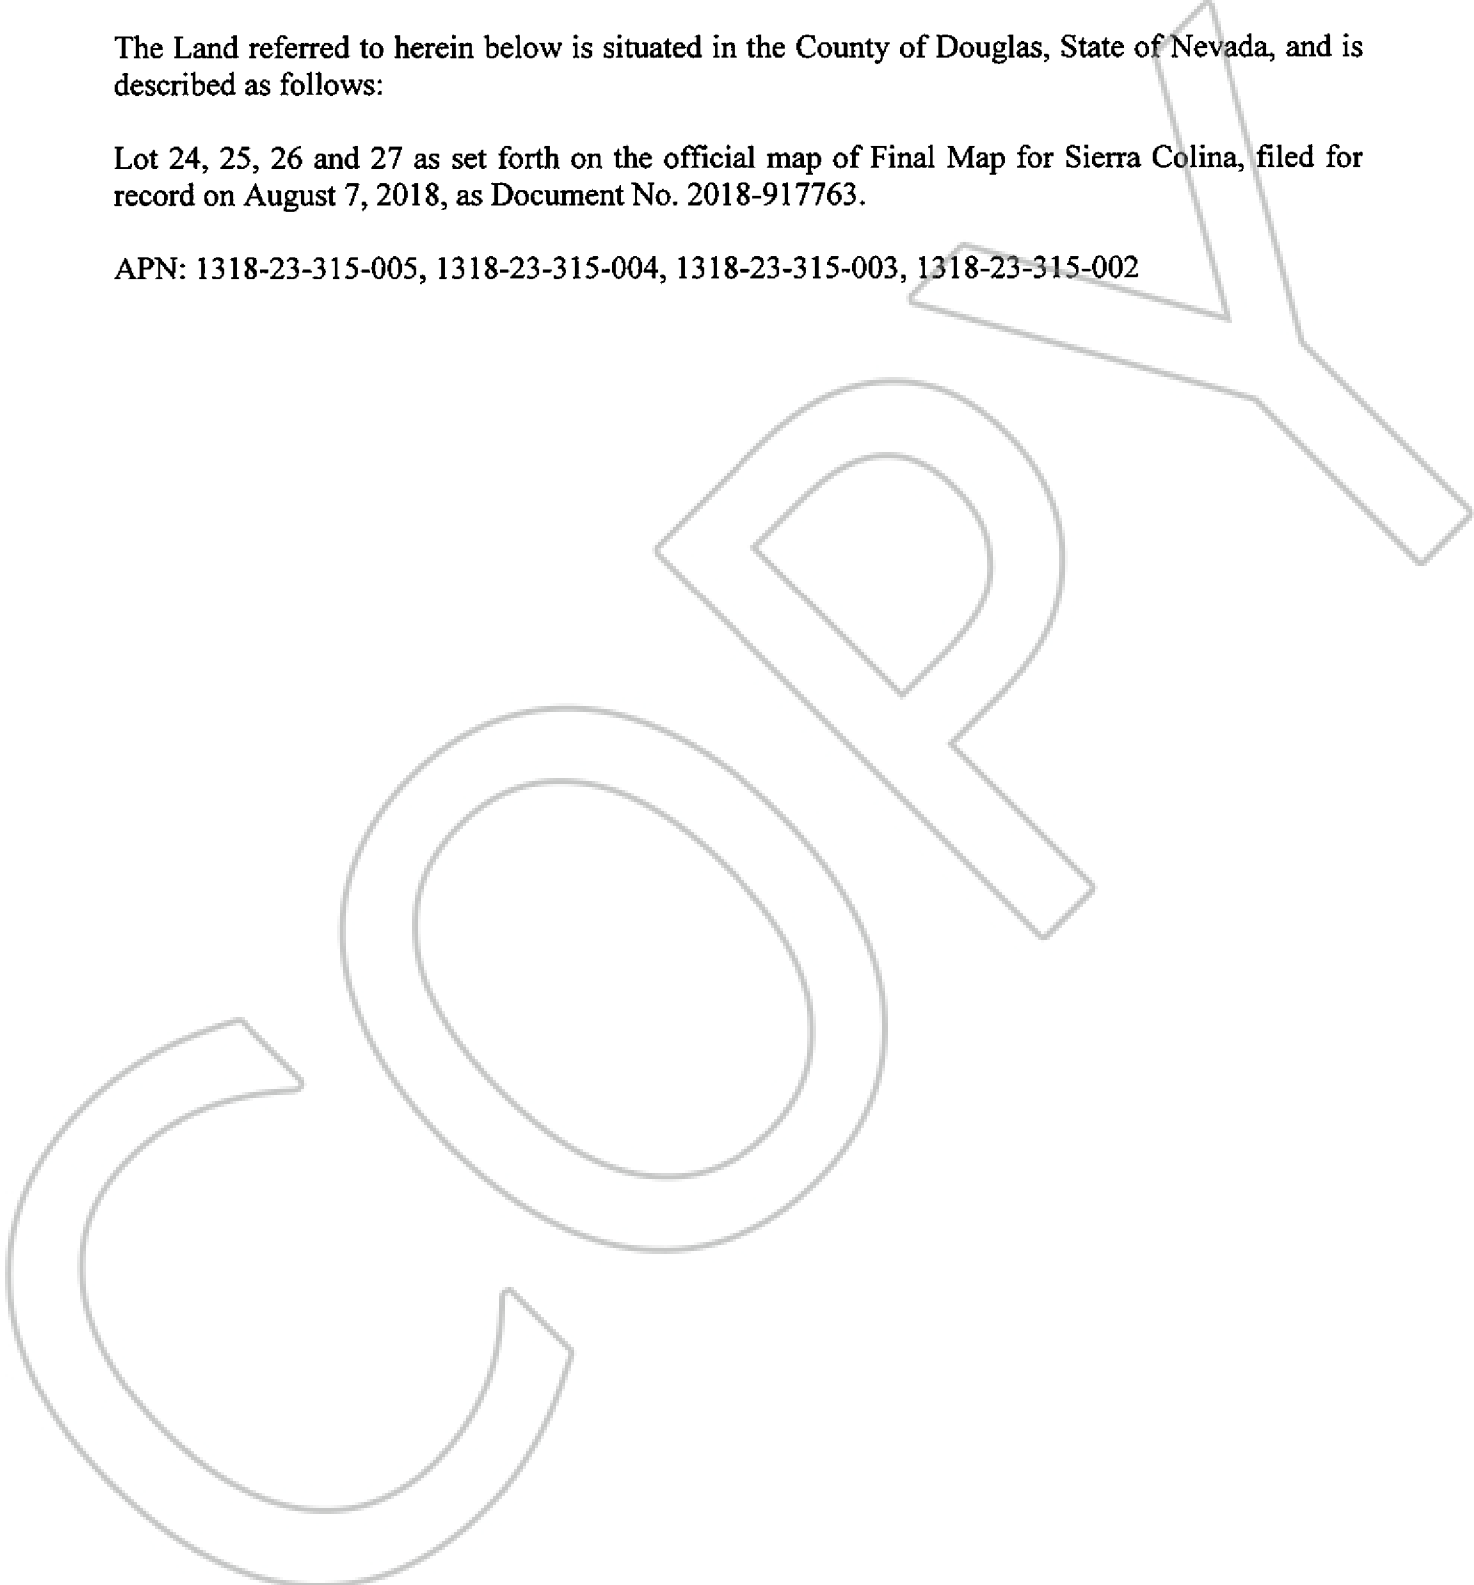 The Land referred to herein below is situated in the County of Douglas, State of Nevada, and is
described as follows:
Lot 24, 25, 26 and 27 as set forth on the official map of Final Map for Sierra Colina, filed for
record on August 7, 2018, as Document No. 2018-917763.
APN: 1318-23-315-005, 1318-23-315-004, 1318-23-315-003, 1318-23-315-002
COPY